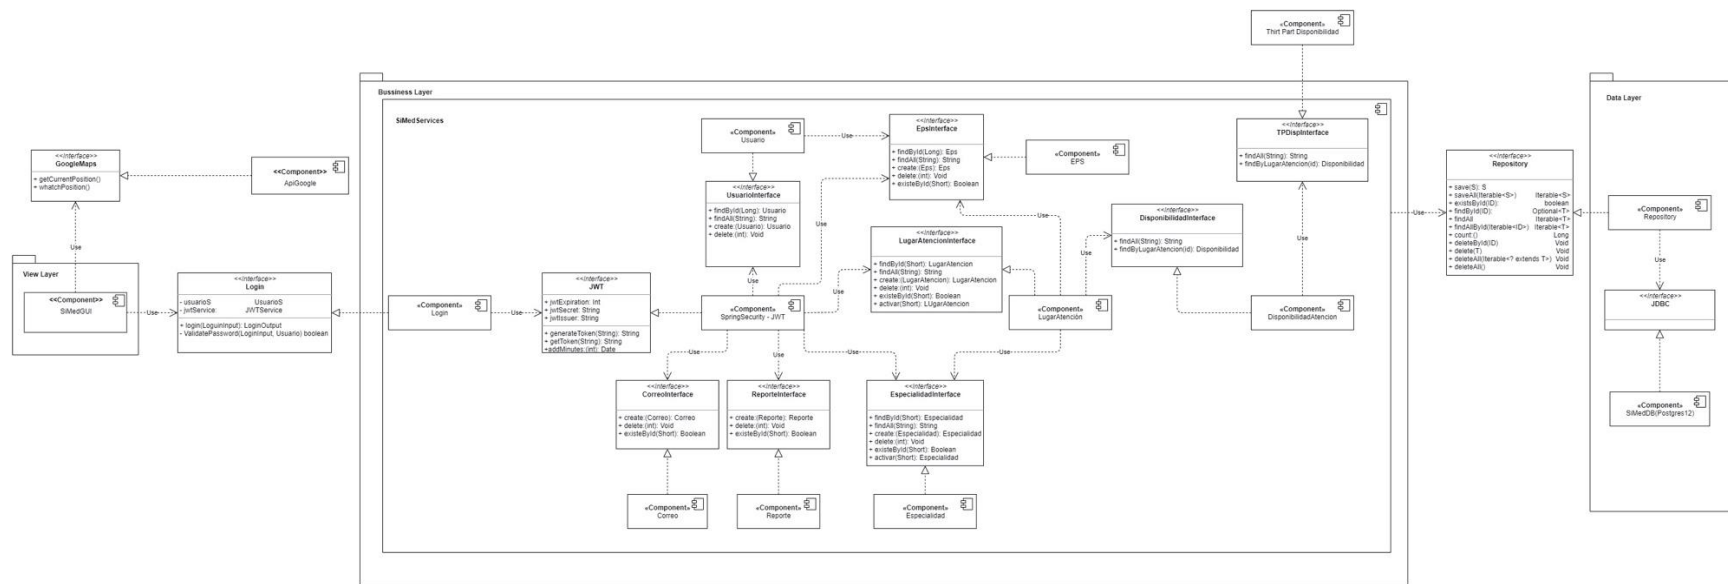 «Component»
Thirt Part Disponibilidad
Bussiness Layer
SiMedServices
Data Layer
<<Interface>>
GoogleMaps
+ getCurrentPosition()
+ whatchPosition()
<<Component>>
ApiGoogle
Use
View Layer
<<Component>>
SiMedGUI
Use
<<Interface>>
Login
- usuarioS UsuarioS
- jwtService: JWTService
+ login(LoguinInput): LoginOutput
- ValidatePassword(LoginInput, Usuario) boolean
«Component»
Login
Use
<<Interface>>
JWT
+ jwtExpiration: Int
+ jwtSecret: String
+ jwtIssuer: String
+ generateToken(String): String
+ getToken(String): String
+addMinutes:(int): Date
«Component»
Usuario
Use
<<Interface>>
UsuarioInterface
+ findById(Long): Usuario
+ findAll(String): String
+ create:(Usuario): Usuario
+ delete:(int): Void
Use
«Component»
SpringSecurity - JWT
Use
Use
Use
Use
Use
<<Interface>>
EpsInterface
+ findById(Long): Eps
+ findAll(String): String
+ create:(Eps): Eps
+ delete:(int): Void
+ existeById(Short): Boolean
«Component»
EPS
Use
<<Interface>>
LugarAtencionInterface
+ findById(Short): LugarAtencion
+ findAll(String): String
+ create:(LugarAtencion): LugarAtencion
+ delete:(int): Void
+ existeById(Short): Boolean
+ activar(Short): LUgarAtencion
«Component»
LugarAtención
Use
Use
<<Interface>>
DisponibilidadInterface
+ findAll(String): String
+ findByLugarAtencion(id): Disponibilidad
<<Interface>>
TPDispInterface
+ findAll(String): String
+ findByLugarAtencion(id): Disponibilidad
Use
«Component»
DisponibilidadAtencion
<<Interface>>
CorreoInterface
+ create:(Correo): Correo
+ delete:(int): Void
+ existeById(Short): Boolean
«Component»
Correo
<<Interface>>
ReporteInterface
+ create:(Reporte): Reporte
+ delete:(int): Void
+ existeById(Short): Boolean
«Component»
Reporte
<<Interface>>
EspecialidadInterface
+ findById(Short): Especialidad
+ findAll(String): String
+ create:(Especialidad): Especialidad
+ delete:(int): Void
+ existeById(Short): Boolean
+ activar(Short): Especialidad
«Component»
Especialidad
Use
<<Interface>>
Repository
+ save(S): S
+ saveAll(Iterable<S>) Iterable<S>
+ existsById(ID): boolean
+ findById(ID): Optional<T>
+ findAll Iterable<T>
+ findAllById(Iterable<ID>) Iterable<T>
+ count:() Long
+ deleteById(ID) Void
+ delete(T) Void
+ deleteAll(Iterable<? extends T>) Void
+ deleteAll() Void
«Component»
Repository
Use
<<Interface>>
JDBC
«Component»
SiMedDB(Postgres12)